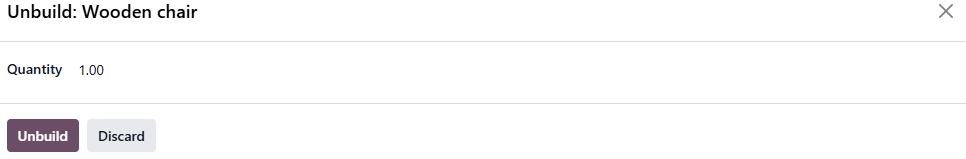 Unbuild: Wooden chair
Quantity 1.00
Unbuild Discard